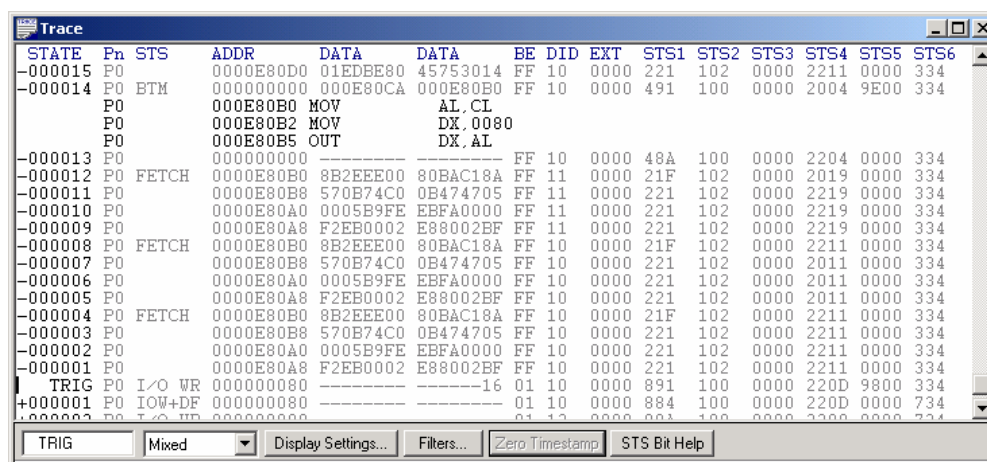 Trace
STATE Pn STS ADDR DATA DATA BE DID EXT STS1 STS2 STS3 STS4 STS5 STS6
-000015 P0 0000E80D0 01EDBE80 45753014 FF 10 0000 221 102 0000 2211 0000 334
-000014 P0 BTM 000000000 000E80CA 000E80B0 FF 10 0000 491 100 0000 2004 9E00 334
P0 000E80B0 MOV AL,CL
P0 000E80B2 MOV DX,0080
P0 000E80B5 OUT DX,AL
-000013 P0 000000000 -------- -------- FF 10 0000 48A 100 0000 2204 0000 334
-000012 P0 FETCH 0000E80B0 8B2EEE00 80BAC18A FF 11 0000 21F 102 0000 2019 0000 334
-000011 P0 0000E80B8 570B74C0 0B474705 FF 11 0000 221 102 0000 2219 0000 334
-000010 P0 0000E80A0 0005B9FE EBFA0000 FF 11 0000 221 102 0000 2219 0000 334
-000009 P0 0000E80A8 F2EB0002 E88002BF FF 11 0000 221 102 0000 2219 0000 334
-000008 P0 FETCH 0000E80B0 8B2EEE00 80BAC18A FF 10 0000 21F 102 0000 2211 0000 334
-000007 P0 0000E80B8 570B74C0 0B474705 FF 10 0000 221 102 0000 2011 0000 334
-000006 P0 0000E80A0 0005B9FE EBFA0000 FF 10 0000 221 102 0000 2011 0000 334
-000005 P0 0000E80A8 F2EB0002 E88002BF FF 10 0000 221 102 0000 2011 0000 334
-000004 P0 FETCH 0000E80B0 8B2EEE00 80BAC18A FF 10 0000 21F 102 0000 2211 0000 334
-000003 P0 0000E80B8 570B74C0 0B474705 FF 10 0000 221 102 0000 2211 0000 334
-000002 P0 0000E80A0 0005B9FE EBFA0000 FF 10 0000 221 102 0000 2211 0000 334
-000001 P0 0000E80A8 F2EB0002 E88002BF FF 10 0000 221 102 0000 2211 0000 334
TRIG P0 I/O WR 000000080 -------- ------16 01 10 0000 891 100 0000 220D 9800 334
+000001 P0 IOW+DF 000000080 -------- -------- 01 10 0000 884 100 0000 220D 0000 734
TRIG Mixed Display Settings... Filters... Zero Timestamp STS Bit Help